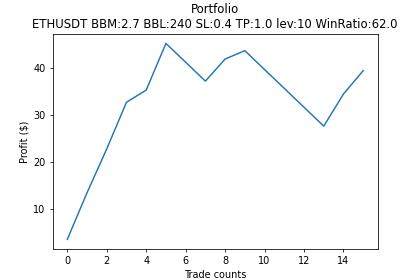 Portfolio
ETHUSDT BBM:2.7 BBL:240 SL:0.4 TP:1.0 lev:10 WinRatio:62.0
40
30
20
10
Profit ($)
0 2 4 6 8 10 12 14
Trade counts